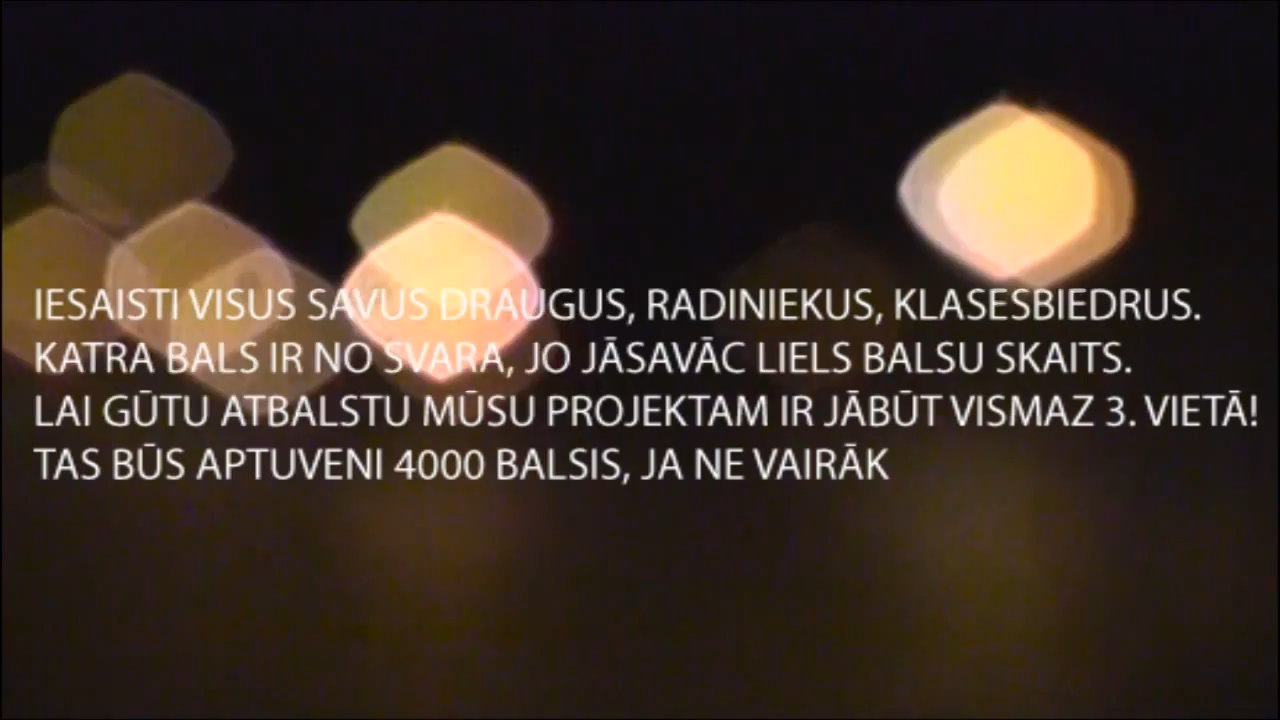 IESAISTI VISUS SAVUS DRAUGUS, RADINIEKUS, KLASESBIEDRUS.
KATRA BALS IR NO SVARA, JO JĀSAVĀC LIELS BALSU SKAITS.
LAI GŪTU ATBALSTU MŪSU PROJEKTAM IR JĀBŪT VISMAZ 3. VIETĀ!
TAS BŪS APTUVENI 4000 BALSIS, JA NE VAIRĀK